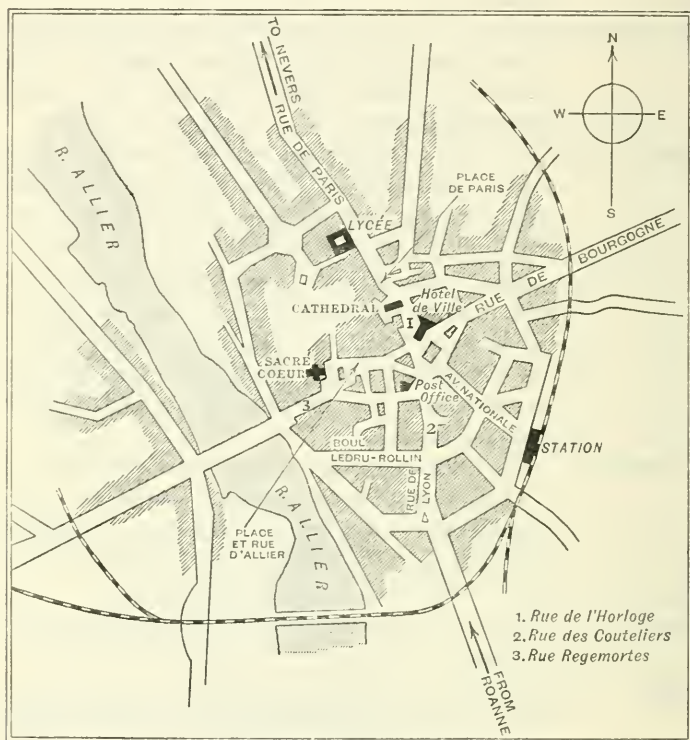 N
W
E
S
TO NEVERS
RUE DE PARIS
R. ALLIER
PLACE
DE PARIS
LYCÉE
RUE DE BOURGOGNE
CATHEDRAL
Hôtel
de Ville
1
SACRE
COEUR
Post
Office
AV. NATIONALE
3
2
BOUL
LEDRU-ROLLIN
STATION
RUE DE
LYON
R. ALLIER
PLACE
ET RUE
D'ALLIER
1. Rue de l'Horloge
2. Rue des Couteliers
3. Rue Regemortes
FROM
ROANNE